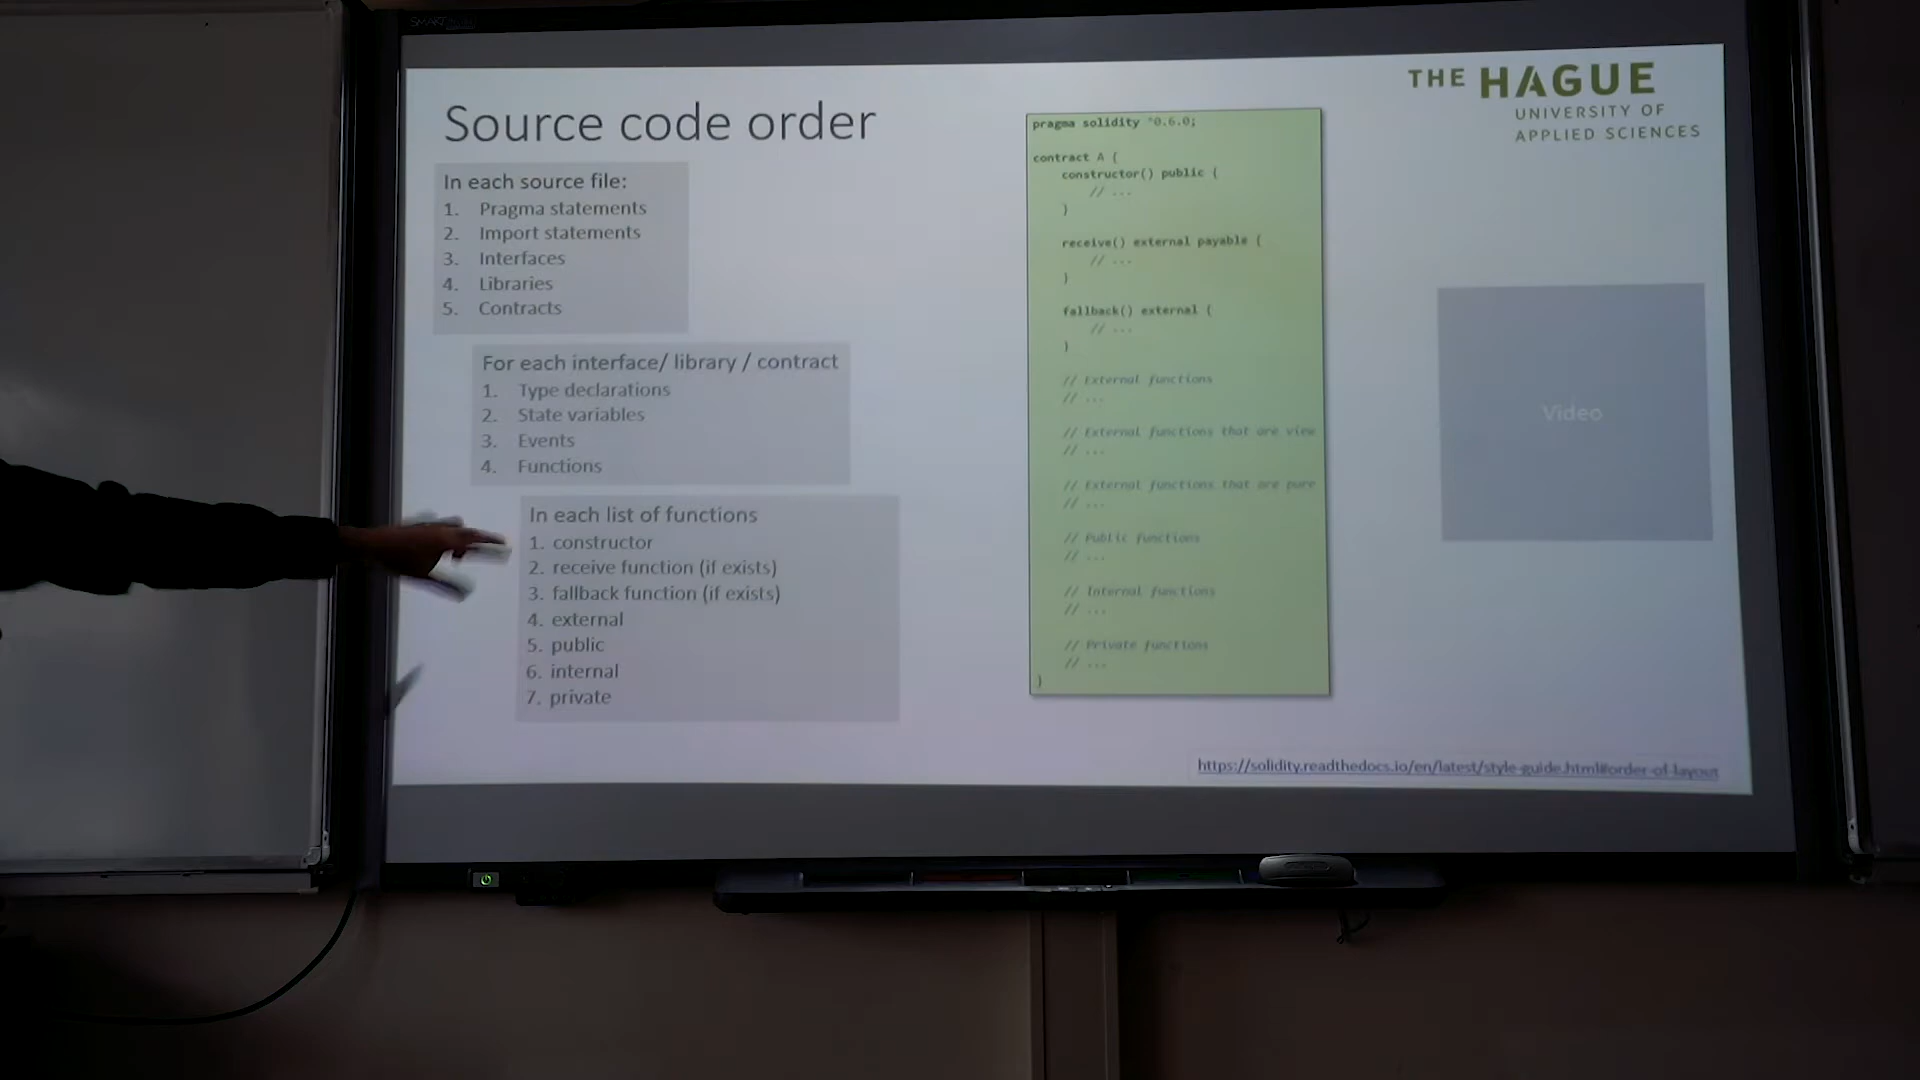 SMART
THE HAGUE
UNIVERSITY OF
APPLIED SCIENCES
Source code order
In each source file:
1. Pragma statements
2. Import statements
3. Interfaces
4. Libraries
5. Contracts
For each interface/ library / contract
1. Type declarations
2. State variables
3. Events
4. Functions
In each list of functions
1. constructor
2. receive function (if exists)
3. fallback function (if exists)
4. external
5. public
6. internal
7. private
pragma solidity ^0.6.0;
contract A {
constructor() public {
// ...
}
receive() external payable {
// ...
}
fallback() external {
// ...
}
// External functions
// ...
// External functions that are view
// ...
// External functions that are pure
// ...
// Public functions
// ...
// Internal functions
// ...
// Private functions
// ...
}
Video
https://solidity.readthedocs.io/en/latest/style-guide.html#order-of-layout